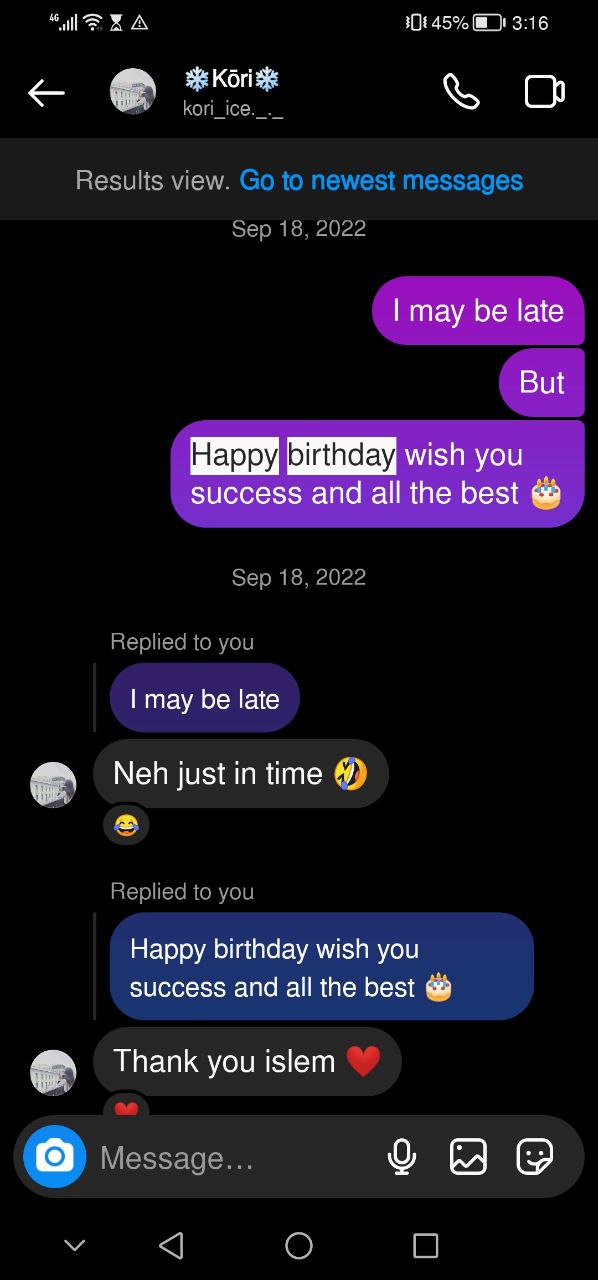 4G 45% 3:16
❄Kōri❄
kori_ice._._
Results view. Go to newest messages
Sep 18, 2022
I may be late
But
Happy birthday wish you
success and all the best 🎂
Sep 18, 2022
Replied to you
I may be late
Neh just in time 🤣
😂
Replied to you
Happy birthday wish you
success and all the best 🎂
Thank you islem ❤️
❤️
Message...